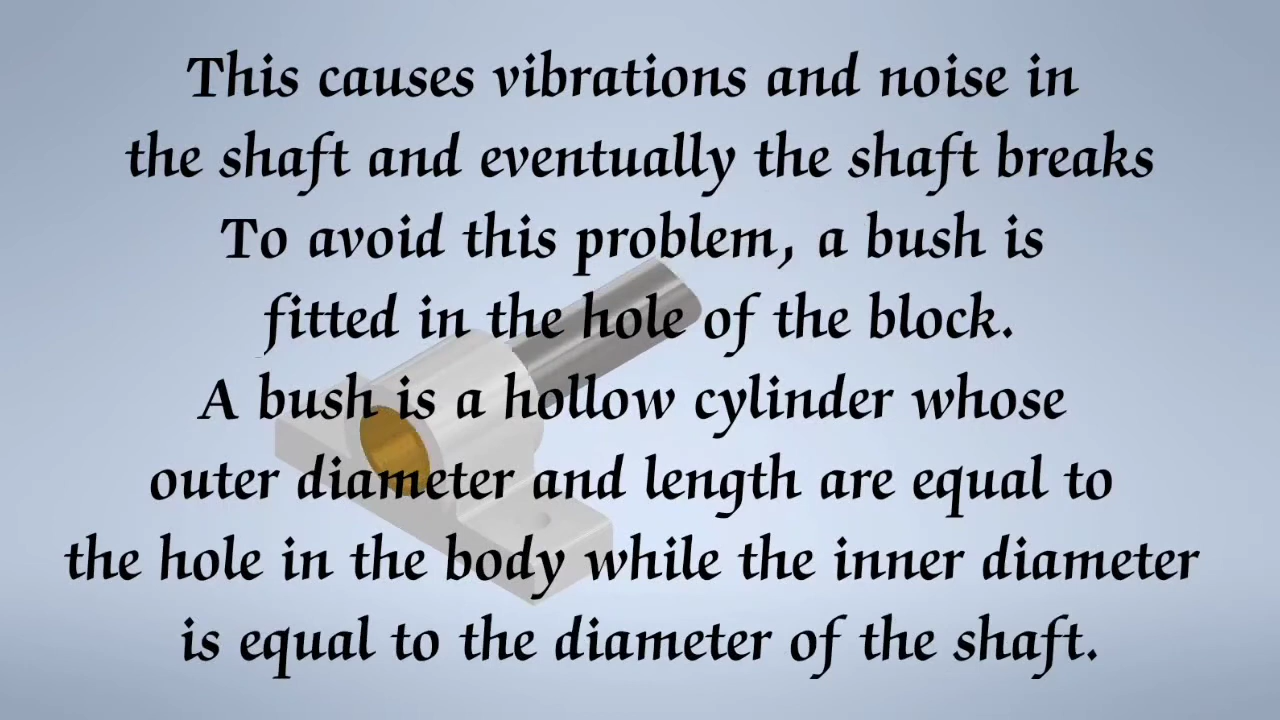 This causes vibrations and noise in
the shaft and eventually the shaft breaks
To avoid this problem, a bush is
fitted in the hole of the block.
A bush is a hollow cylinder whose
outer diameter and length are equal to
the hole in the body while the inner diameter
is equal to the diameter of the shaft.